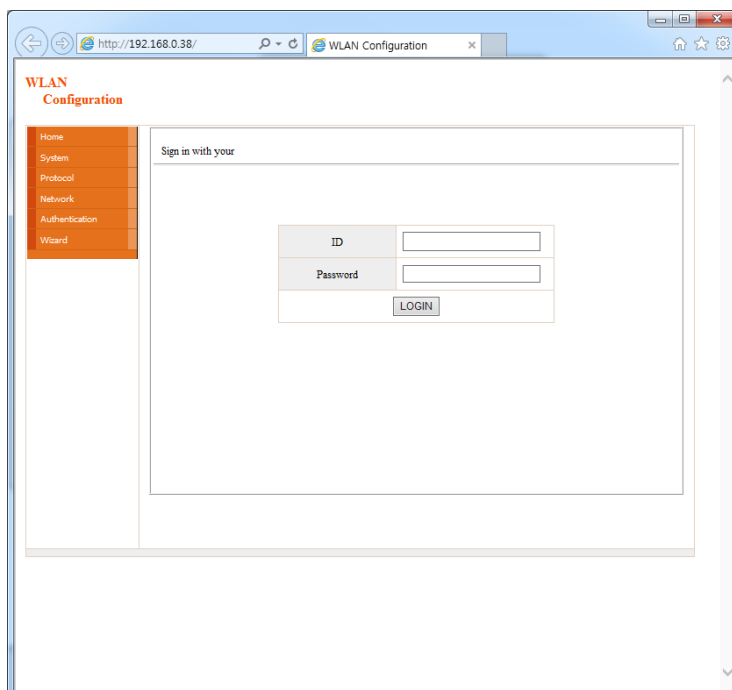 http://192.168.0.38/
WLAN Configuration
WLAN
Configuration
Home
System
Protocol
Network
Authentication
Wizard
Sign in with your
ID
Password
LOGIN